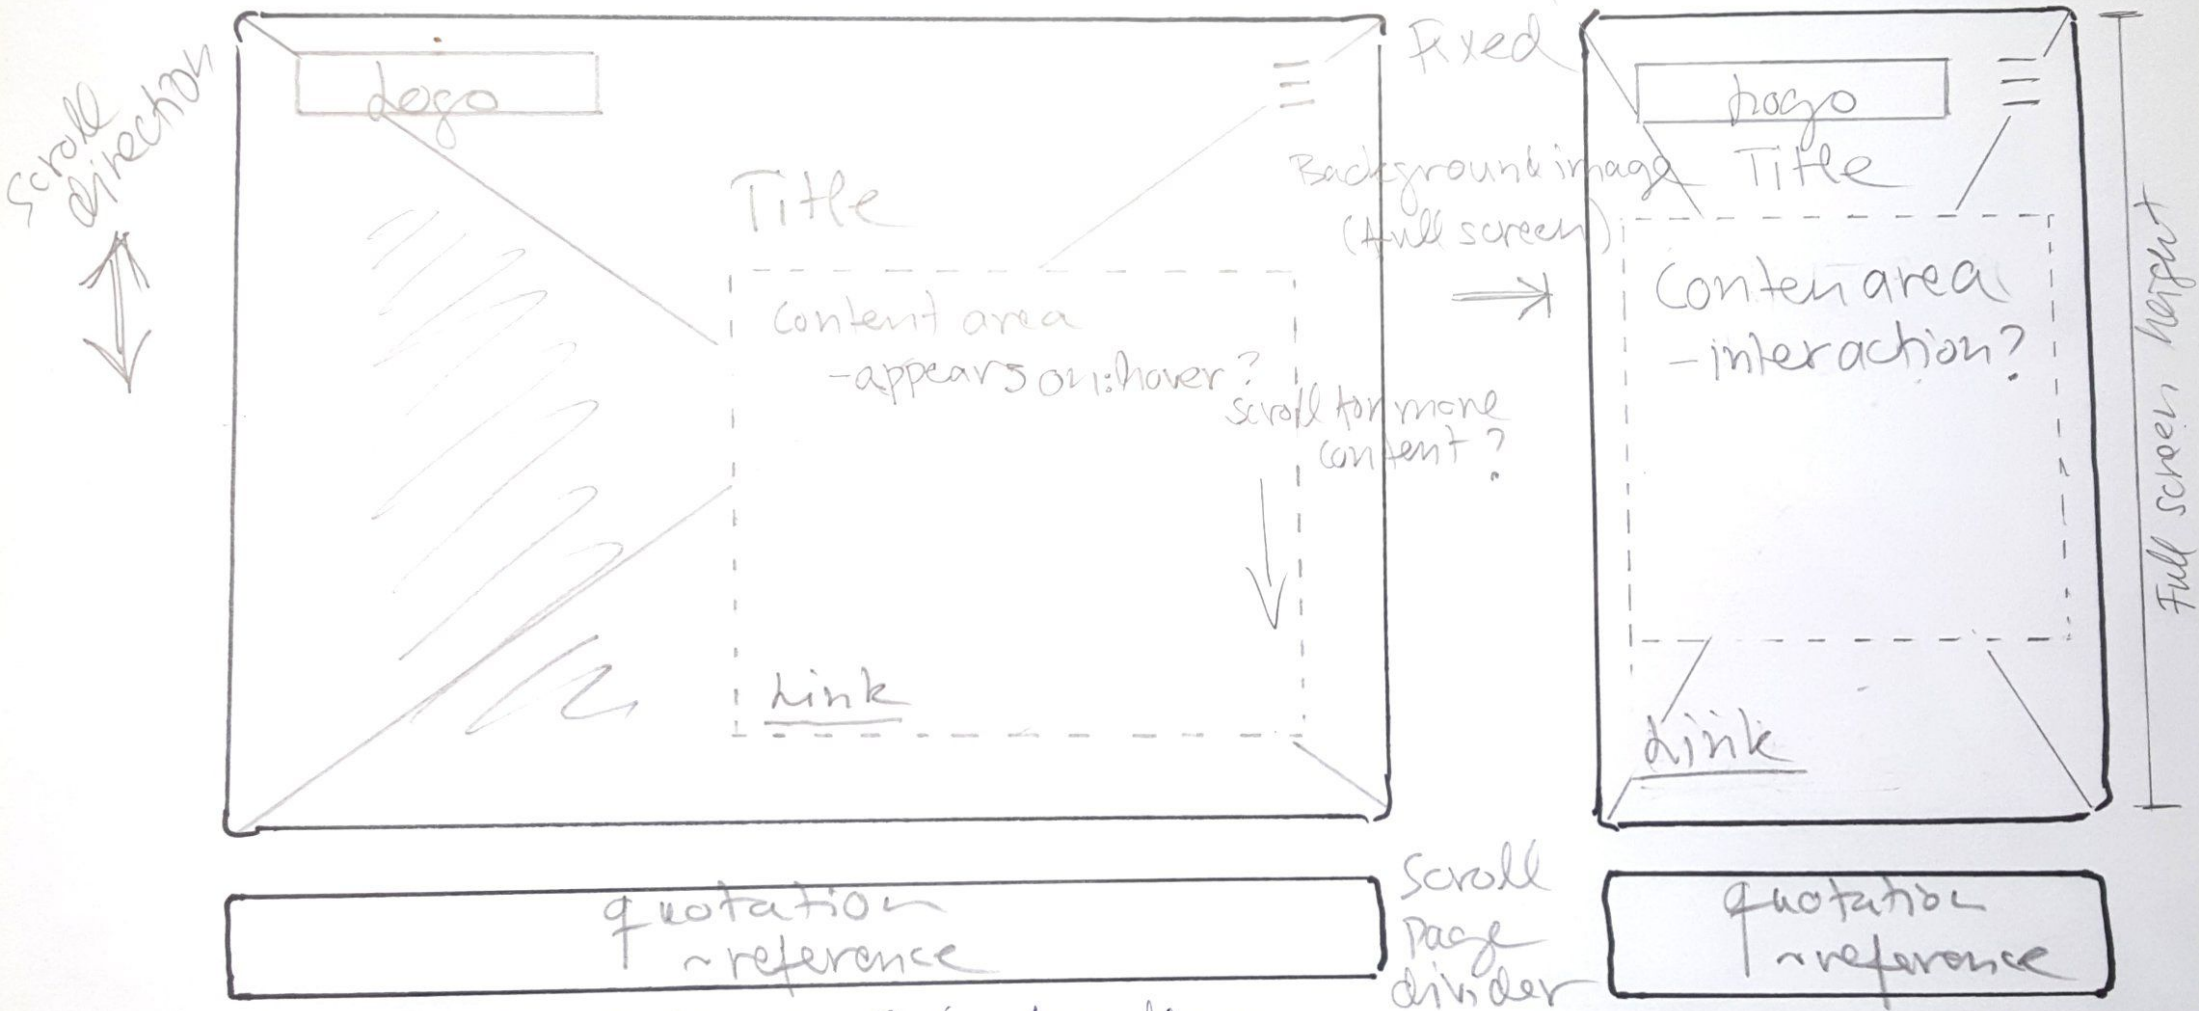 Scroll
direction
Logo
Title
Content area
-appears on:hover?
scroll for more
content?
Link
Fixed
Background image
(full screen)
Logo
Title
Conten area
-interaction?
Link
Full screen height
quotation
~reference
Scroll
page
divider
quotation
~reference